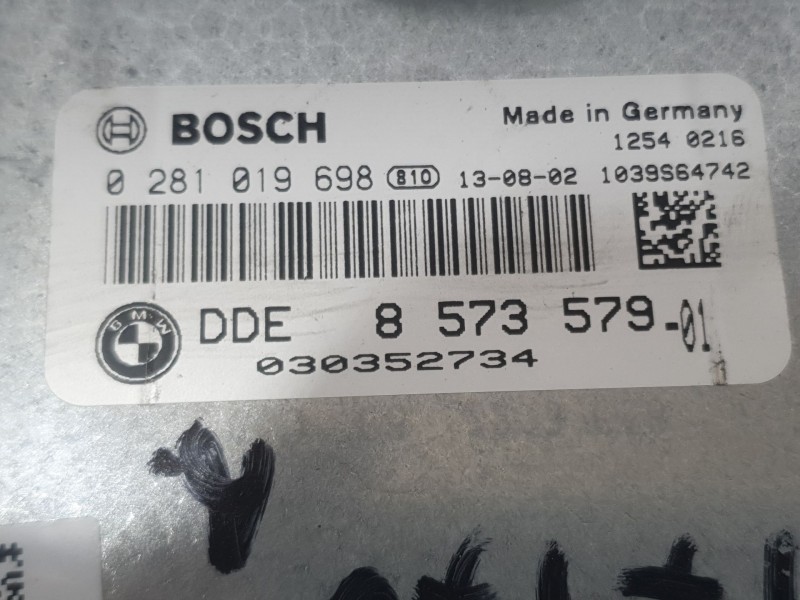 BOSCH
Made in Germany
1254 0216
0 281 019 698 810 13-08-02 1039S64742
BMW DDE 8 573 579-01
030352734
Y